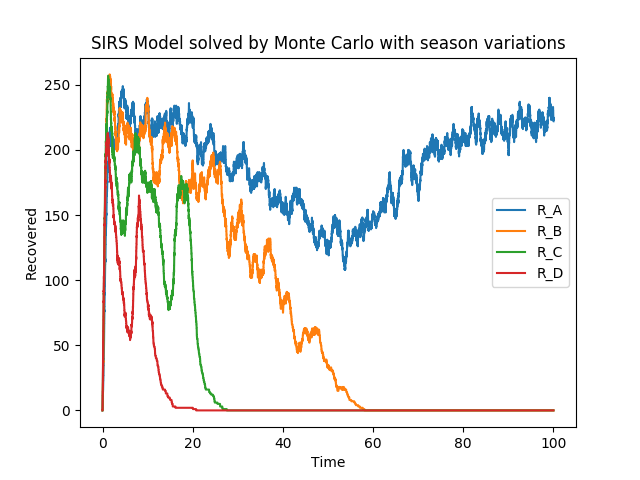 SIRS Model solved by Monte Carlo with season variations
250
200
150
100
50
0
Recovered
R_A
R_B
R_C
R_D
0 20 40 60 80 100
Time